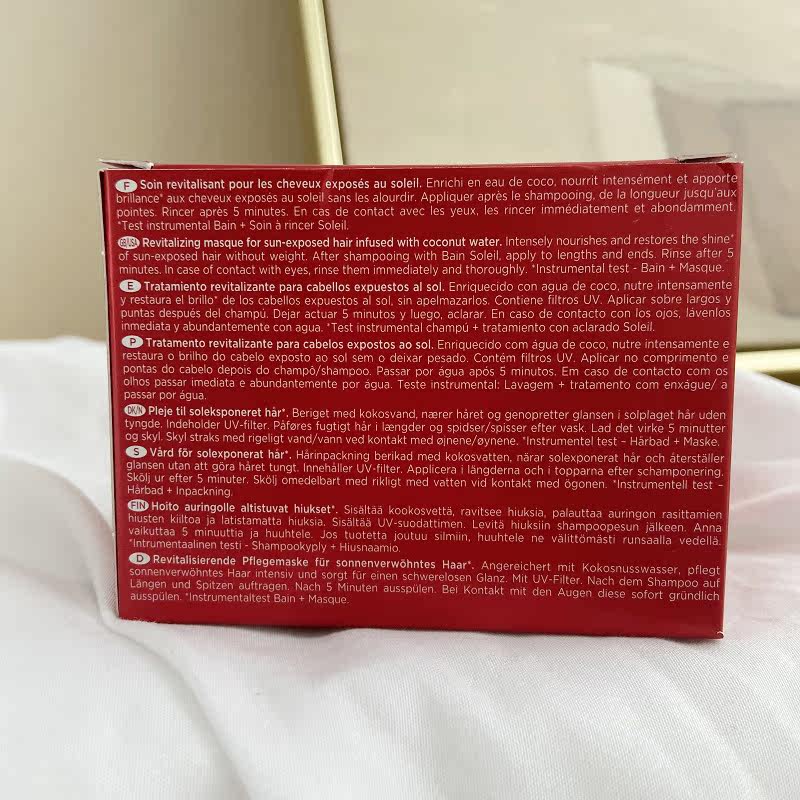 F Soin revitalisant pour les cheveux exposés au soleil. Enrichi en eau de coco, nourrit intensément et apporte
brillance* aux cheveux exposés au soleil sans les alourdir. Appliquer après le shampooing, de la longueur jusqu'aux
pointes. Rincer après 5 minutes. En cas de contact avec les yeux, les rincer immédiatement et abondamment.
*Test instrumental Bain + Soin à rincer Soleil.
GB/USA Revitalizing masque for sun-exposed hair infused with coconut water. Intensely nourishes and restores the shine*
of sun-exposed hair without weight. After shampooing with Bain Soleil, apply to lengths and ends. Rinse after 5
minutes. In case of contact with eyes, rinse them immediately and thoroughly. *Instrumental test - Bain + Masque.
E Tratamiento revitalizante para cabellos expuestos al sol. Enriquecido con agua de coco, nutre intensamente
y restaura el brillo* de los cabellos expuestos al sol, sin apelmazarlos. Contiene filtros UV. Aplicar sobre largos y
puntas después del champú. Dejar actuar 5 minutos y luego, aclarar. En caso de contacto con los ojos, lávenlos
inmediata y abundantemente con agua. *Test instrumental champú + tratamiento con aclarado Soleil.
P Tratamento revitalizante para cabelos expostos ao sol. Enriquecido com água de coco, nutre intensamente e
restaura o brilho do cabelo exposto ao sol sem o deixar pesado. Contém filtros UV. Aplicar no comprimento e
pontas do cabelo depois do champô/shampoo. Passar por água após 5 minutos. Em caso de contacto com os
olhos passar imediata e abundantemente por água. Teste instrumental: Lavagem + tratamento com enxágue/ a
passar por água.
DK/N Pleje til soleksponeret hår*. Beriget med kokosvand, nærer håret og genopretter glansen i solplaget hår uden
tyngde. Indeholder UV-filter. Påføres fugtigt hår i længder og spidser/spisser efter vask. Lad det virke 5 minutter
og skyl. Skyl straks med rigeligt vand/vann ved kontakt med øjnene/øynene. *Instrumentel test – Hårbad + Maske.
S Vård för solexponerat hår*. Hårinpackning berikad med kokosvatten, närar solexponerat hår och återställer
glansen utan att göra håret tungt. Innehåller UV-filter. Applicera i längderna och i topparna efter schamponering.
Skölj ur efter 5 minuter. Skölj omedelbart med rikligt med vatten vid kontakt med ögonen. *Instrumentell test –
Hårbad + Inpackning.
FIN Hoito auringolle altistuvat hiukset*. Sisältää kookosvettä, ravitsee hiuksia, palauttaa auringon rasittamien
hiusten kiiltoa ja latistamatta hiuksia. Sisältää UV-suodattimen. Levitä hiuksiin shampoopesun jälkeen. Anna
vaikuttaa 5 minuuttia ja huuhtele. Jos tuotetta joutuu silmiin, huuhtele ne välittömästi runsaalla vedellä.
*Intrumentaalinen testi - Shampookyply + Hiusnaamio.
D Revitalisierende Pflegemaske für sonnenverwöhntes Haar*. Angereichert mit Kokosnusswasser, pflegt
sonnenverwöhntes Haar intensiv und sorgt für einen schwerelosen Glanz. Mit UV-Filter. Nach dem Shampoo auf
Längen und Spitzen auftragen. Nach 5 Minuten ausspülen. Bei Kontakt mit den Augen diese sofort gründlich
ausspülen. *Instrumentaltest Bain + Masque.